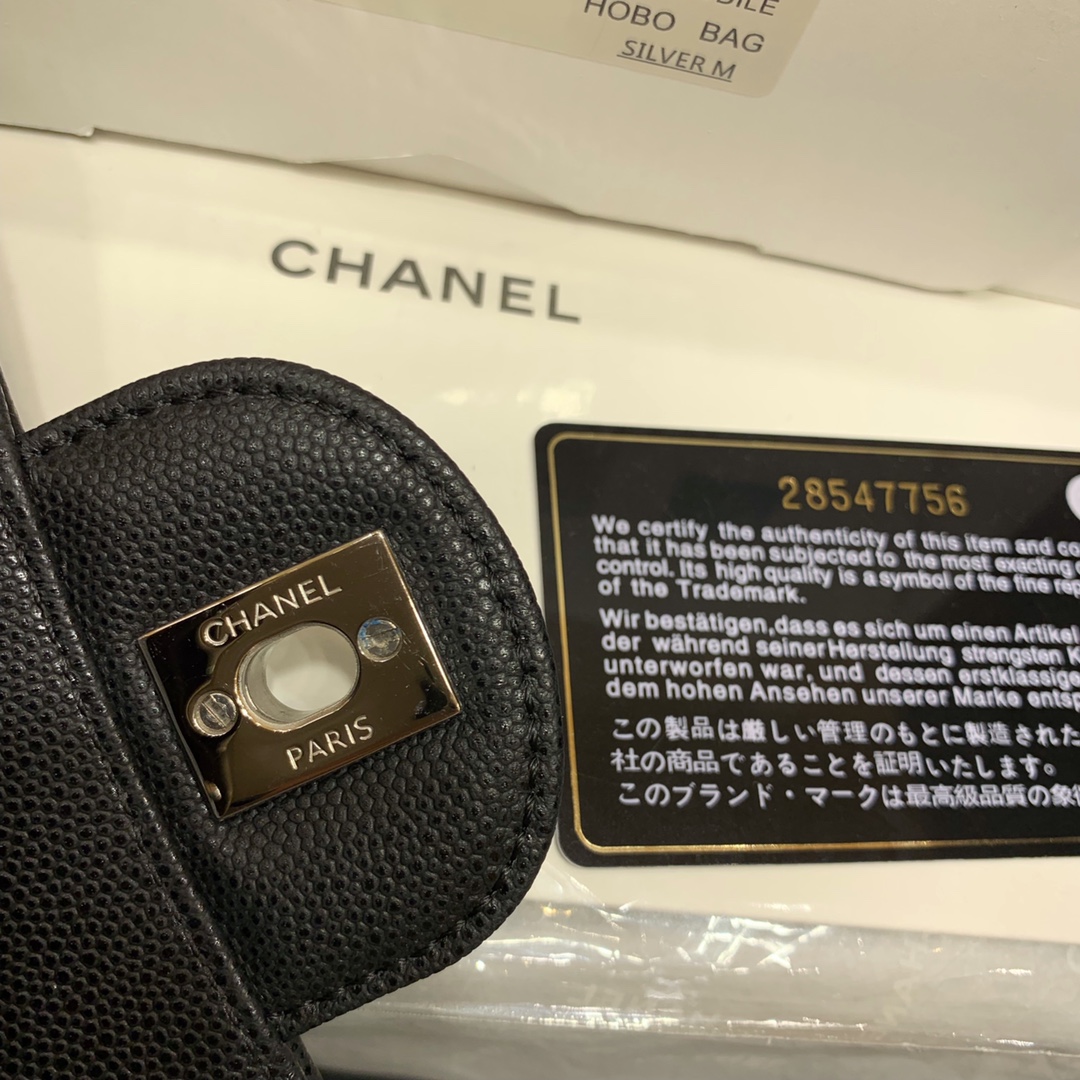 HOBO BAG
SILVER M
CHANEL
CHANEL
PARIS
28547756
We certify the authenticity of this item and
that it has been subjected to the most exacting
control. Its high quality is a symbol of the fine
of the Trademark.
Wir bestätigen, dass es sich um einen Artikel
der während seiner Herstellung strengsten
unterworfen war, und dessen erstklassige
dem hohen Ansehen unserer Marke
この製品は厳しい管理のもとに製造された
社の商品であることを証明いたします。
このブランド・マークは最高級品質の象